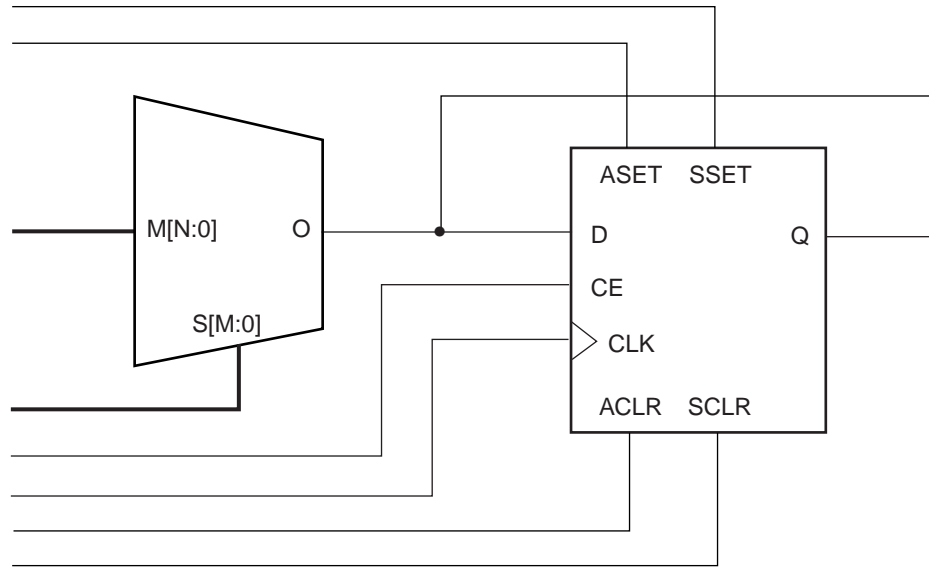 ASET SSET
M[N:0] O
D Q
CE
S[M:0]
CLK
ACLR SCLR